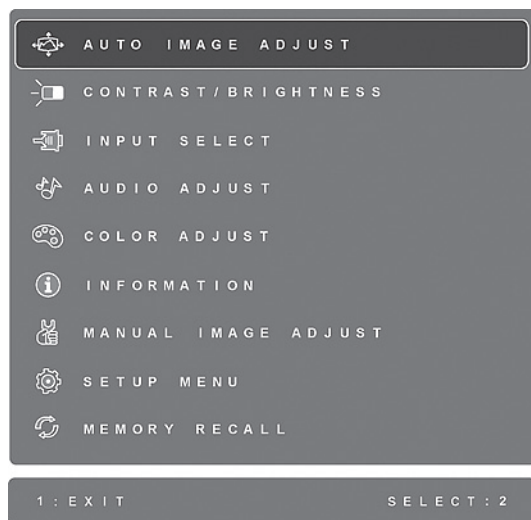 AUTO IMAGE ADJUST
CONTRAST/BRIGHTNESS
INPUT SELECT
AUDIO ADJUST
COLOR ADJUST
INFORMATION
MANUAL IMAGE ADJUST
SETUP MENU
MEMORY RECALL
1:EXIT SELECT:2